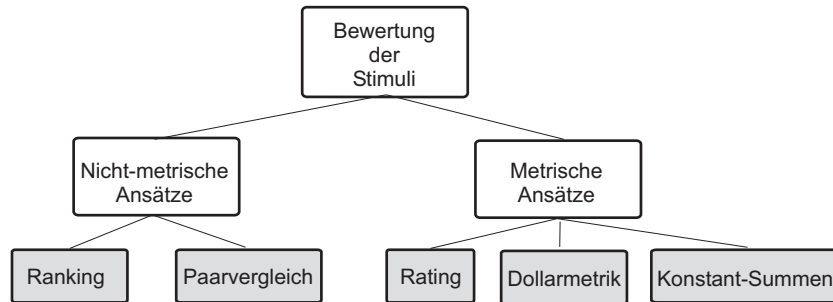 Bewertung
der
Stimuli
Nicht-metrische
Ansätze
Metrische
Ansätze
Ranking
Paarvergleich
Rating
Dollarmetrik
Konstant-Summen